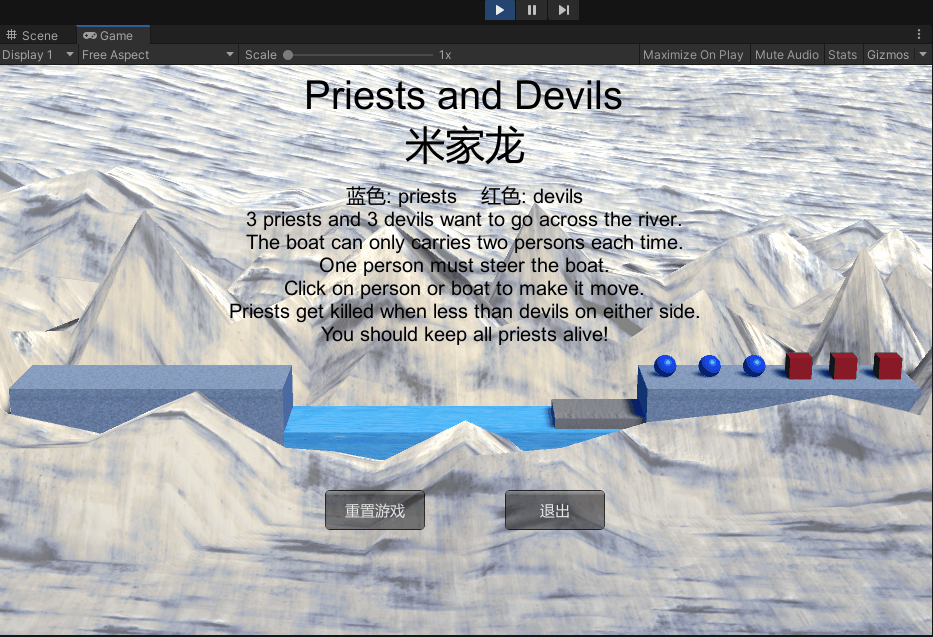 Scene Game
Display 1 Free Aspect Scale 1x Maximize On Play Mute Audio Stats Gizmos
Priests and Devils
米家龙
蓝色: priests 红色: devils
3 priests and 3 devils want to go across the river.
The boat can only carries two persons each time.
One person must steer the boat.
Click on person or boat to make it move.
Priests get killed when less than devils on either side.
You should keep all priests alive!
重置游戏 退出